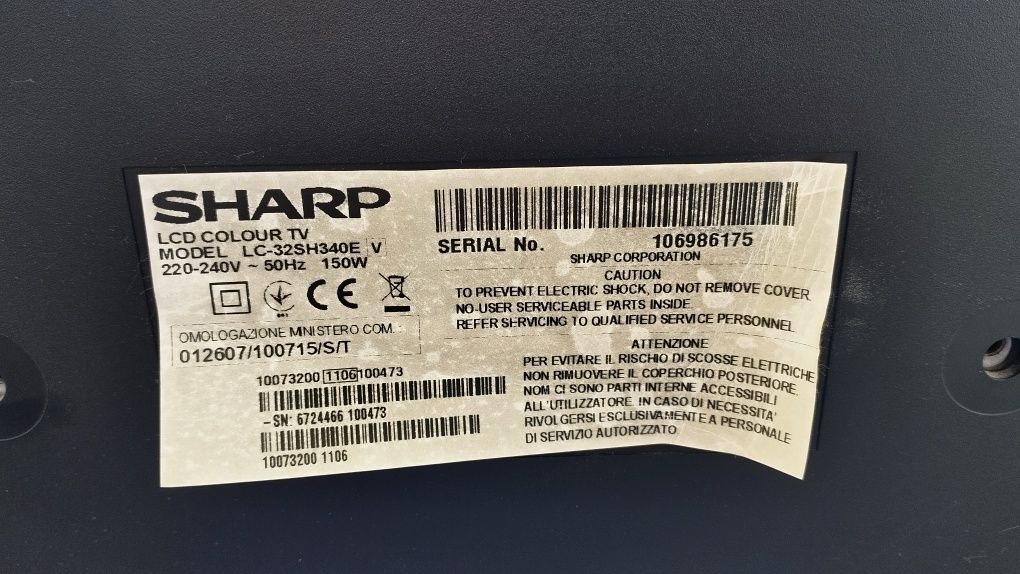 SHARP
LCD COLOUR TV
MODEL LC-32SH340E V
220-240V ~ 50Hz 150W
CE
OMOLOGAZIONE MINISTERO COM.:
012607/100715/S/T
10073200 1106 100473
-SN: 6724466 100473
10073200 1106
SERIAL No. 106986175
SHARP CORPORATION
CAUTION
TO PREVENT ELECTRIC SHOCK, DO NOT REMOVE COVER.
NO-USER SERVICEABLE PARTS INSIDE.
REFER SERVICING TO QUALIFIED SERVICE PERSONNEL.
ATTENZIONE
PER EVITARE IL RISCHIO DI SCOSSE ELETTRICHE
NON RIMUOVERE IL COPERCHIO POSTERIORE.
NOM CI SONO PARTI INTERNE ACCESSIBILI
ALL'UTILIZZATORE. IN CASO DI NECESSITA'
RIVOLGERSI ESCLUSIVAMENTE A PERSONALE
DI SERVIZIO AUTORIZZATO.